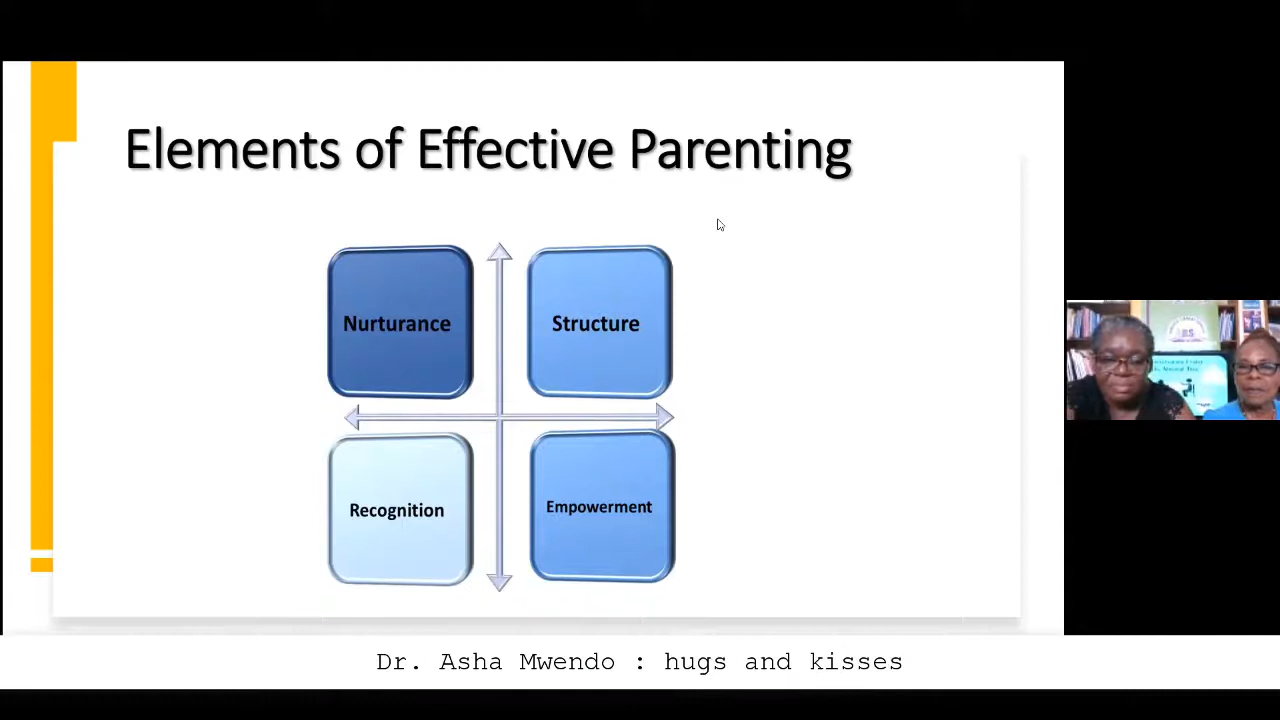 Elements of Effective Parenting
Nurturance
Structure
Recognition
Empowerment
Dr. Asha Mwendo : hugs and kisses